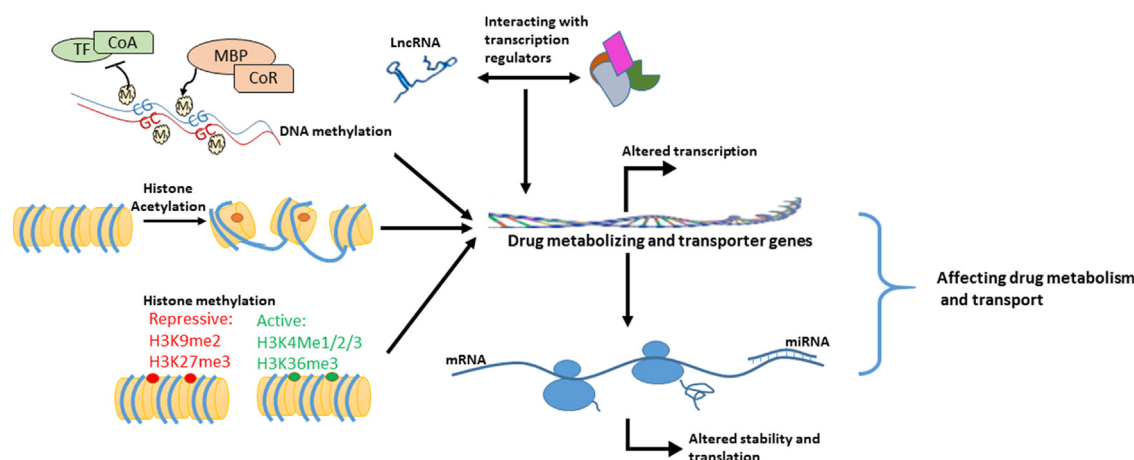 TF
CoA
MBP
CoR
M
M
CG
CG
GC
GC
M
M
DNA methylation
LncRNA
Interacting with
transcription
regulators
Altered transcription
Histone
Acetylation
Drug metabolizing and transporter genes
Histone methylation
Repressive:
H3K9me2
H3K27me3
Active:
H3K4Me1/2/3
H3K36me3
mRNA
miRNA
Altered stability and
translation
Affecting drug metabolism
and transport